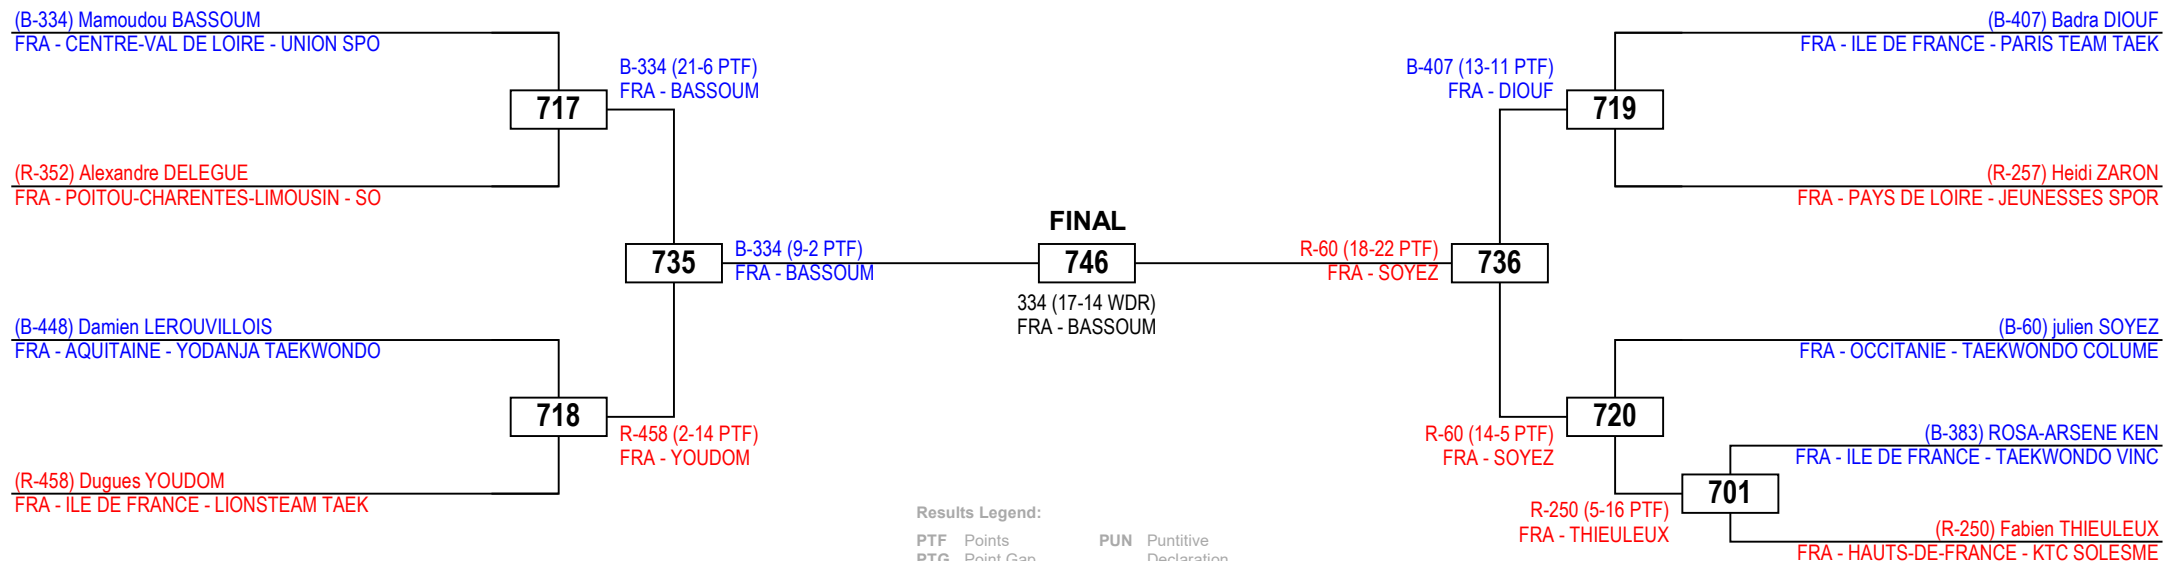 (B-334) Mamoudou BASSOUM
FRA - CENTRE-VAL DE LOIRE - UNION SPO
B-334 (21-6 PTF)
FRA - BASSOUM
717
(R-352) Alexandre DELEGUE
FRA - POITOU-CHARENTES-LIMOUSIN - SO
735
B-334 (9-2 PTF)
FRA - BASSOUM
(B-448) Damien LEROUVILLOIS
FRA - AQUITAINE - YODANJA TAEKWONDO
718
R-458 (2-14 PTF)
FRA - YOUDOM
(R-458) Dugues YOUDOM
FRA - ILE DE FRANCE - LIONSTEAM TAEK
FINAL
746
334 (17-14 WDR)
FRA - BASSOUM
(B-407) Badra DIOUF
FRA - ILE DE FRANCE - PARIS TEAM TAEK
B-407 (13-11 PTF)
FRA - DIOUF
719
(R-257) Heidi ZARON
FRA - PAYS DE LOIRE - JEUNESSES SPOR
R-60 (18-22 PTF)
FRA - SOYEZ
736
(B-60) julien SOYEZ
FRA - OCCITANIE - TAEKWONDO COLUME
720
R-60 (14-5 PTF)
FRA - SOYEZ
(B-383) ROSA-ARSENE KEN
FRA - ILE DE FRANCE - TAEKWONDO VINC
701
R-250 (5-16 PTF)
FRA - THIEULEUX
(R-250) Fabien THIEULEUX
FRA - HAUTS-DE-FRANCE - KTC SOLESME
Results Legend:
PTF Points
PUN Puntitive
PTG Point Gap
Declaration